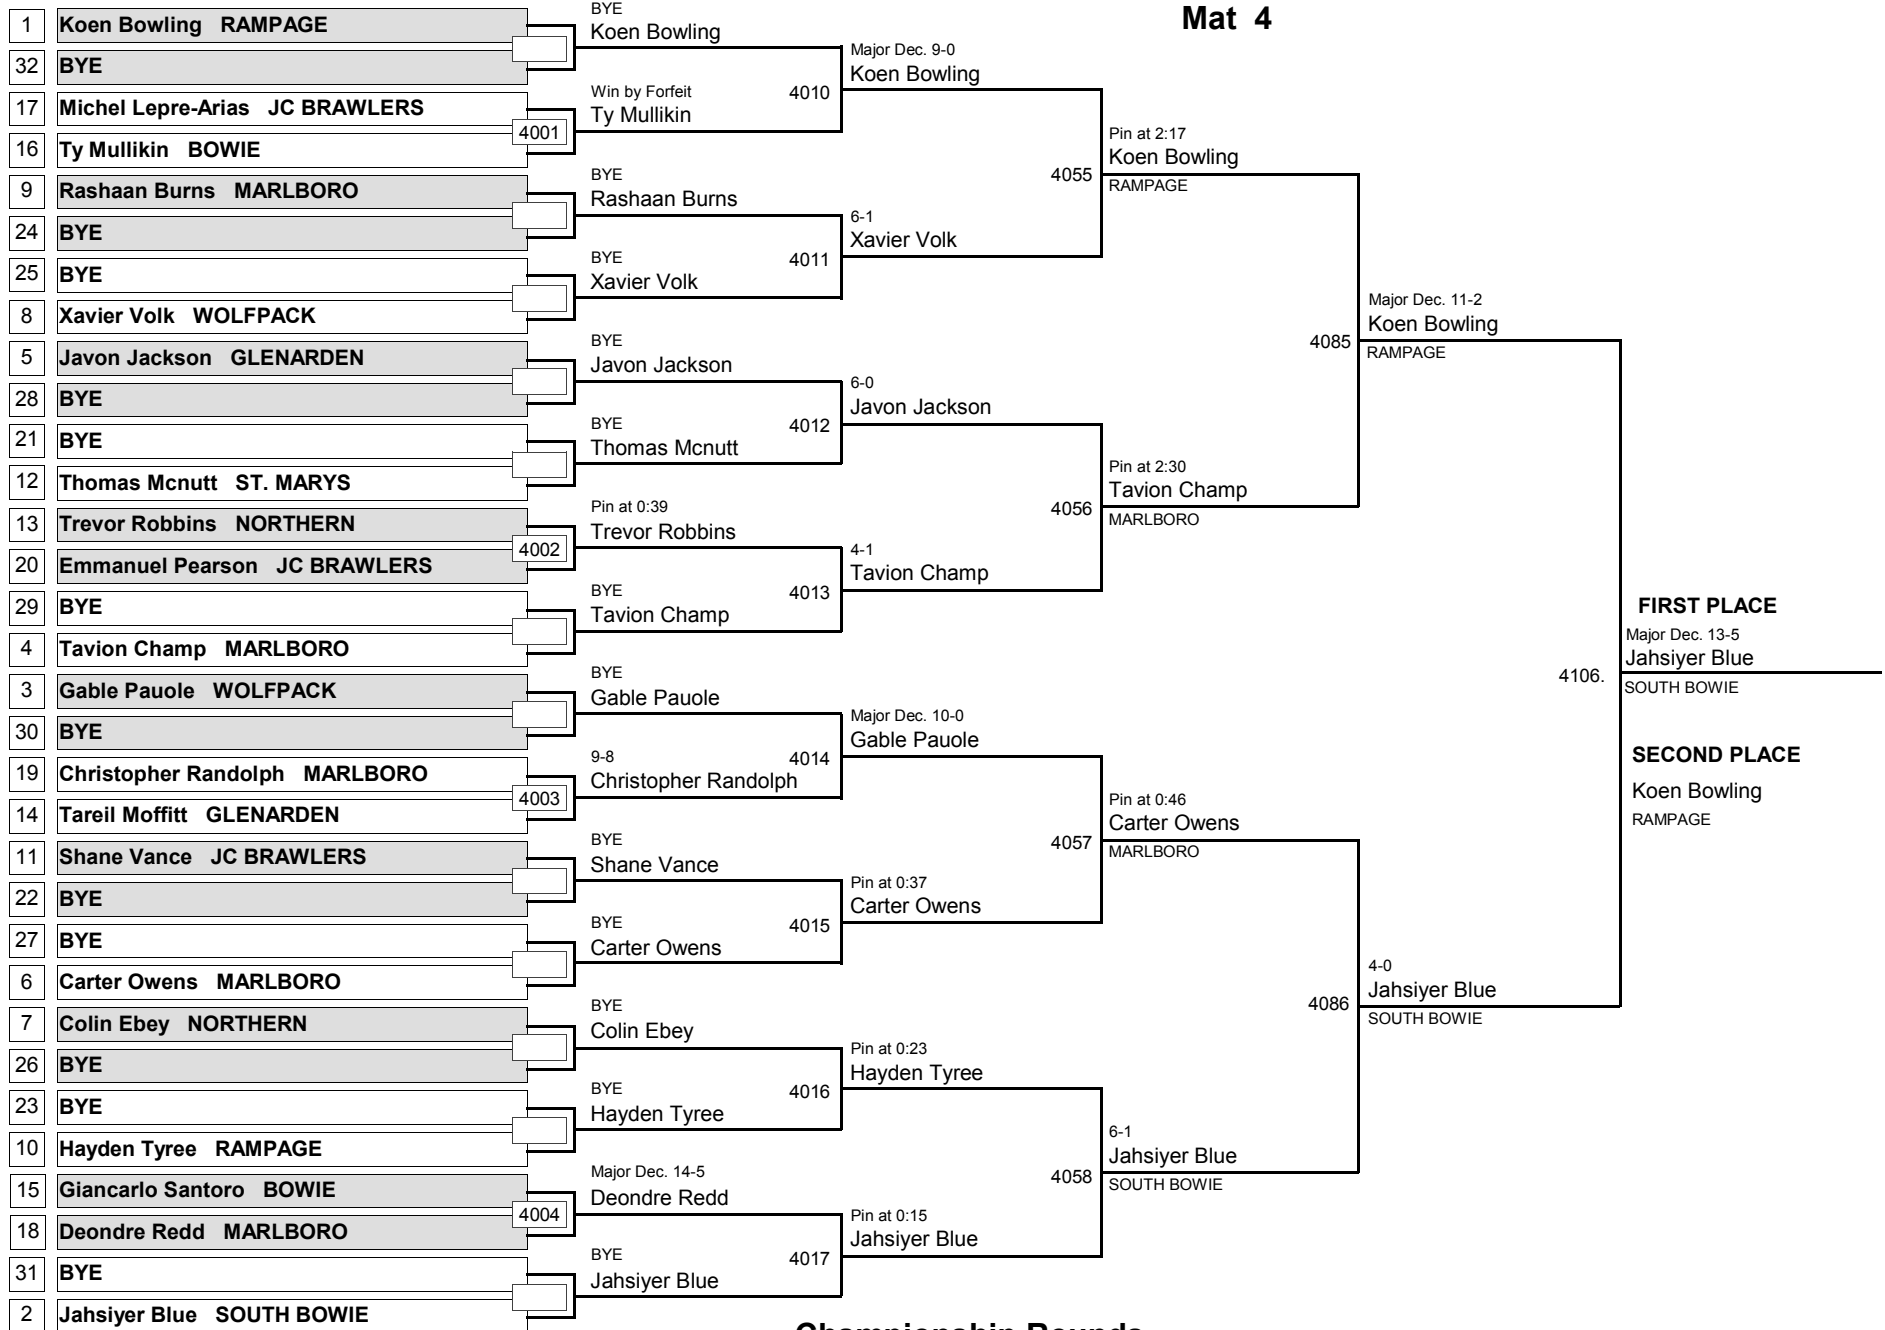 Mat 4
1 Koen Bowling RAMPAGE
32 BYE
17 Michel Lepre-Arias JC BRAWLERS
16 Ty Mullikin BOWIE
9 Rashaan Burns MARLBORO
24 BYE
25 BYE
8 Xavier Volk WOLFPACK
5 Javon Jackson GLENARDEN
28 BYE
21 BYE
12 Thomas Mcnutt ST. MARYS
13 Trevor Robbins NORTHERN
20 Emmanuel Pearson JC BRAWLERS
29 BYE
4 Tavion Champ MARLBORO
3 Gable Pauole WOLFPACK
30 BYE
19 Christopher Randolph MARLBORO
14 Tareil Moffitt GLENARDEN
11 Shane Vance JC BRAWLERS
22 BYE
27 BYE
6 Carter Owens MARLBORO
7 Colin Ebey NORTHERN
26 BYE
23 BYE
10 Hayden Tyree RAMPAGE
15 Giancarlo Santoro BOWIE
18 Deondre Redd MARLBORO
31 BYE
2 Jahsiyer Blue SOUTH BOWIE
4001
4002
4003
4004
BYE
Koen Bowling
Win by Forfeit
Ty Mullikin
BYE
Rashaan Burns
BYE
Xavier Volk
BYE
Javon Jackson
BYE
Thomas Mcnutt
Pin at 0:39
Trevor Robbins
BYE
Tavion Champ
BYE
Gable Pauole
9-8
Christopher Randolph
BYE
Shane Vance
BYE
Carter Owens
BYE
Colin Ebey
BYE
Hayden Tyree
Major Dec. 14-5
Deondre Redd
BYE
Jahsiyer Blue
4010
4011
4012
4013
4014
4015
4016
4017
Major Dec. 9-0
Koen Bowling
6-1
Xavier Volk
6-0
Javon Jackson
4-1
Tavion Champ
Major Dec. 10-0
Gable Pauole
Pin at 0:37
Carter Owens
Pin at 0:23
Hayden Tyree
Pin at 0:15
Jahsiyer Blue
4055
4056
4057
4058
Pin at 2:17
Koen Bowling
RAMPAGE
Pin at 2:30
Tavion Champ
MARLBORO
Pin at 0:46
Carter Owens
MARLBORO
6-1
Jahsiyer Blue
SOUTH BOWIE
4085
4086
Major Dec. 11-2
Koen Bowling
RAMPAGE
4-0
Jahsiyer Blue
SOUTH BOWIE
4106.
FIRST PLACE
Major Dec. 13-5
Jahsiyer Blue
SOUTH BOWIE
SECOND PLACE
Koen Bowling
RAMPAGE
Championship Rounds